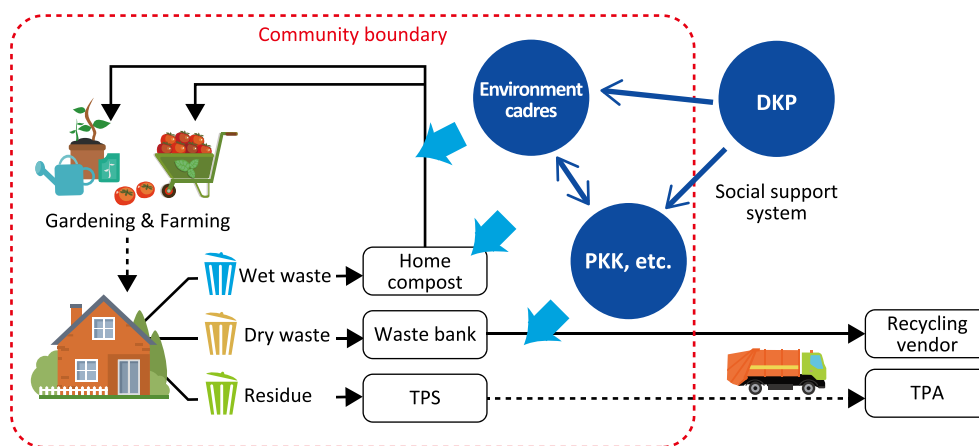 Community boundary
Environment
cadres
DKP
Social support
system
PKK, etc.
Gardening & Farming
Wet waste
Home
compost
Dry waste
Waste bank
Recycling
vendor
Residue
TPS
TPA